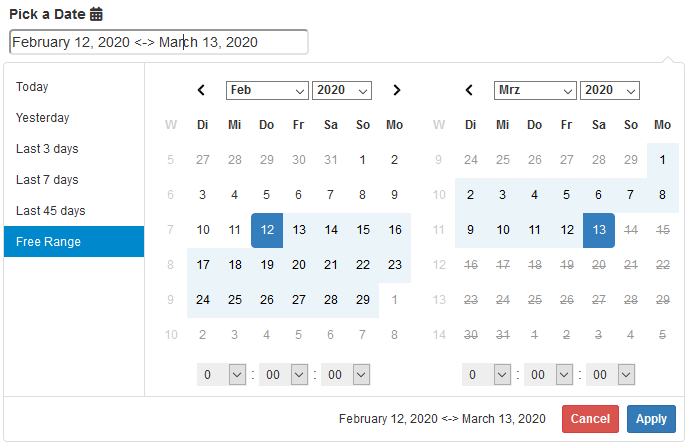 Pick a Date
February 12, 2020 <-> March 13, 2020
Today
Yesterday
Last 3 days
Last 7 days
Last 45 days
Free Range
Feb 2020
W Di Mi Do Fr Sa So Mo
5 27 28 29 30 31 1 2
6 3 4 5 6 7 8 9
7 10 11 12 13 14 15 16
8 17 18 19 20 21 22 23
9 24 25 26 27 28 29 1
10 2 3 4 5 6 7 8
0 : 00 : 00
Mrz 2020
W Di Mi Do Fr Sa So Mo
9 24 25 26 27 28 29 1
10 2 3 4 5 6 7 8
11 9 10 11 12 13 14 15
12 16 17 18 19 20 21 22
13 23 24 25 26 27 28 29
14 30 31 1 2 3 4 5
0 : 00 : 00
February 12, 2020 <-> March 13, 2020
Cancel
Apply